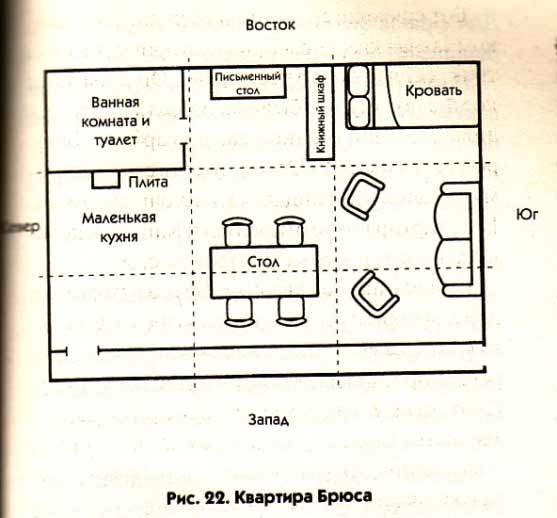 Восток
Письменный
стол
Книжный шкаф
Кровать
Ванная
комната и
туалет
Плита
Маленькая
кухня
Север
Юг
Стол
Запад
Рис. 22. Квартира Брюса